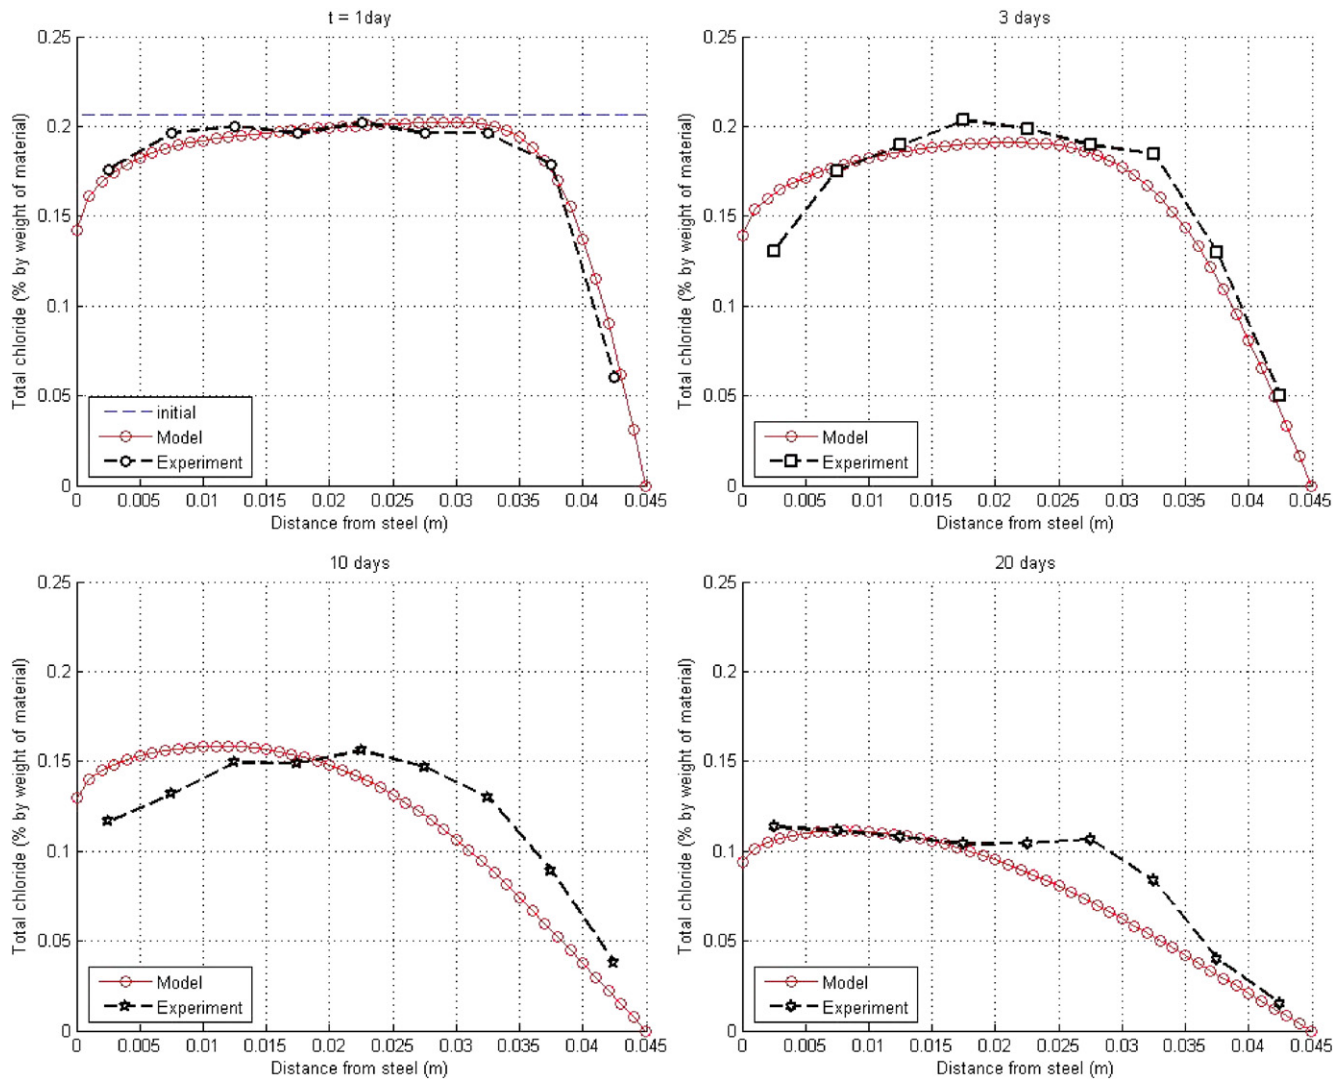 t = 1day
0.25
0.2
0.15
0.1
0.05
0
Total chloride (% by weight of material)
initial
Model
Experiment
0 0.005 0.01 0.015 0.02 0.025 0.03 0.035 0.04 0.045
Distance from steel (m)
3 days
0.25
0.2
0.15
0.1
0.05
0
Total chloride (% by weight of material)
Model
Experiment
0 0.005 0.01 0.015 0.02 0.025 0.03 0.035 0.04 0.045
Distance from steel (m)
10 days
0.25
0.2
0.15
0.1
0.05
0
Total chloride (% by weight of material)
Model
Experiment
0 0.005 0.01 0.015 0.02 0.025 0.03 0.035 0.04 0.045
Distance from steel (m)
20 days
0.25
0.2
0.15
0.1
0.05
0
Total chloride (% by weight of material)
Model
Experiment
0 0.005 0.01 0.015 0.02 0.025 0.03 0.035 0.04 0.045
Distance from steel (m)